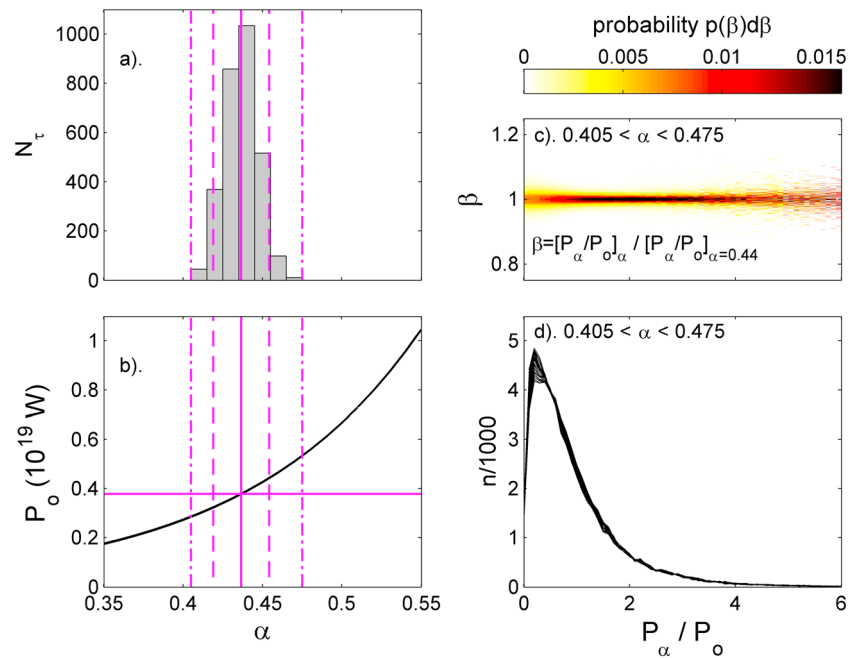 a).
1000
800
600
400
200
0
N_τ
probability p(β)dβ
0 0.005 0.01 0.015
c). 0.405 < α < 0.475
1.2
1
0.8
β
β=[P_α/P_o]_α / [P_α/P_o]_α=0.44
b).
1
0.8
0.6
0.4
0.2
0
P_o (10^19 W)
0.35 0.4 0.45 0.5 0.55
α
d). 0.405 < α < 0.475
5
4
3
2
1
0
n/1000
0 2 4 6
P_α / P_o